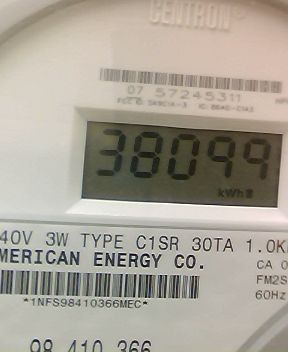 CENTRON®
07 57245311
38099
kWh
40V 3W TYPE C1SR 30TA 1.0K
MERICAN ENERGY CO.
CA 0
FM2S
60Hz
*1NFS98410366MEC*
98 410 366